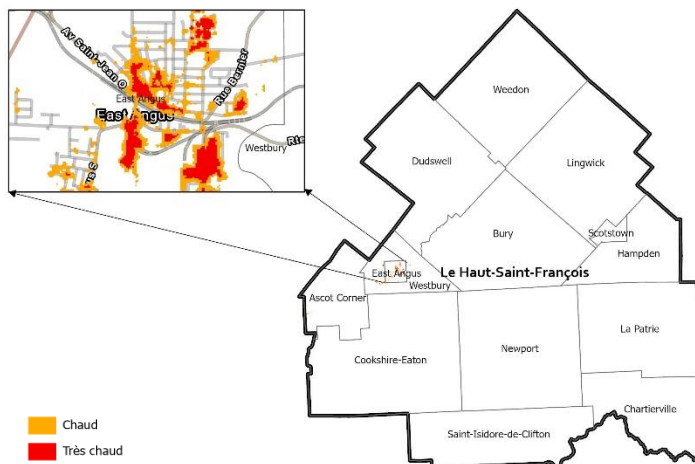 Av Saint-Jean O
East Angus
East Angus
Rue Bernier
Westbury
Rie
us S
Weedon
Dudswell
Lingwick
Bury
Scotstown
Hampden
East Angus
Le Haut-Saint-François
Westbury
Ascot Corner
La Patrie
Cookshire-Eaton
Newport
Chartierville
Saint-Isidore-de-Clifton
Chaud
Très chaud